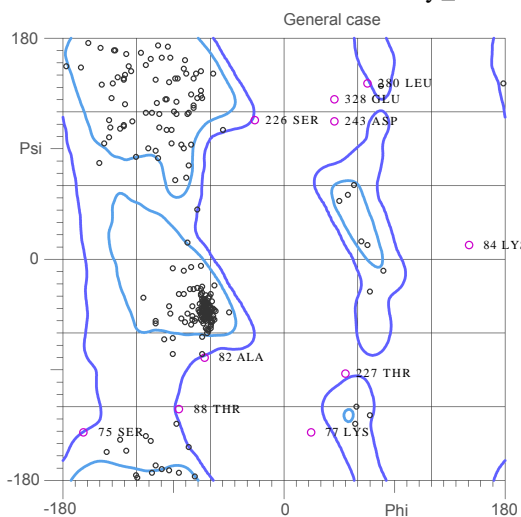 General case
180
280 LEU
328 GLU
226 SER
243 ASP
Psi
0
84 LYS
82 ALA
227 THR
88 THR
75 SER
77 LYS
-180
-180
0
Phi
180